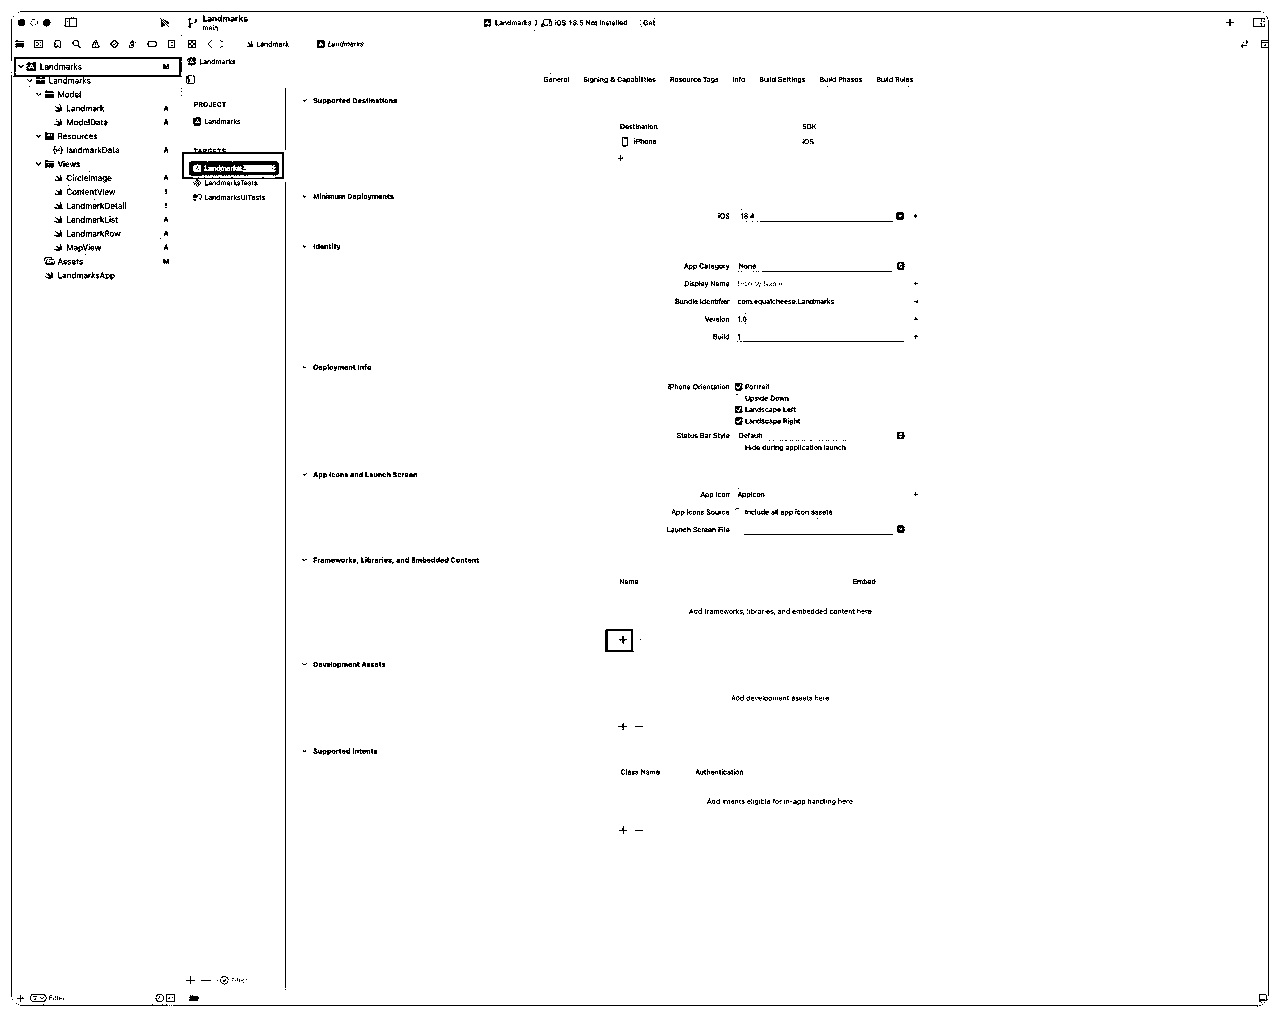 Landmarks
main
Landmarks
iOS 18.5 Not Installed
Get
Landmark
Landmarks
Landmarks M
Landmarks
Landmarks
Model
Landmark A
ModelData A
Resources
landmarkData A
Views
CircleImage A
ContentView
LandmarkDetail
LandmarkList A
LandmarkRow A
MapView A
Assets M
LandmarksApp
PROJECT
Landmarks
TARGETS
Landmarks
LandmarksTests
LandmarksUITests
General Signing & Capabilities Resource Tags Info Build Settings Build Phases Build Rules
Supported Destinations
Destination SDK
iPhone iOS
Minimum Deployments
iOS 18.4
Identity
App Category None
Display Name Display Name
Bundle Identifier com.equalcheese.Landmarks
Version 1.0
Build 1
Deployment Info
iPhone Orientation Portrait
Upside Down
Landscape Left
Landscape Right
Status Bar Style Default
Hide during application launch
App Icons and Launch Screen
App Icon AppIcon
App Icons Source Include all app icon assets
Launch Screen File
Frameworks, Libraries, and Embedded Content
Name Embed
Add frameworks, libraries, and embedded content here
Development Assets
Add development assets here
Supported Intents
Class Name Authentication
Add intents eligible for in-app handling here
Filter
Filter